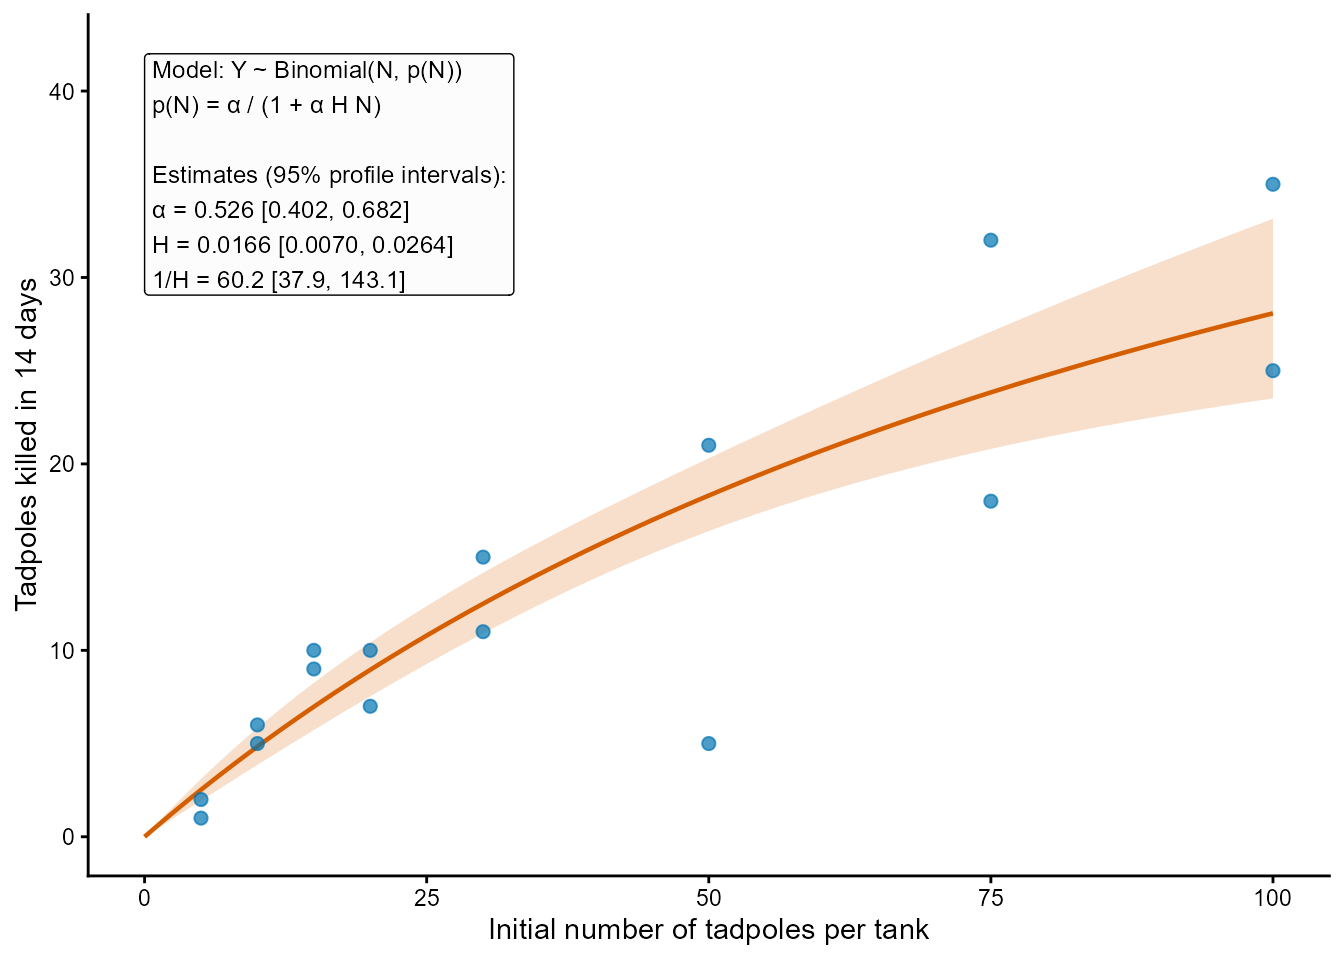 Model: Y ~ Binomial(N, p(N))
p(N) = α / (1 + α H N)
Estimates (95% profile intervals):
α = 0.526 [0.402, 0.682]
H = 0.0166 [0.0070, 0.0264]
1/H = 60.2 [37.9, 143.1]
Tadpoles killed in 14 days
40
30
20
10
0
0 25 50 75 100
Initial number of tadpoles per tank